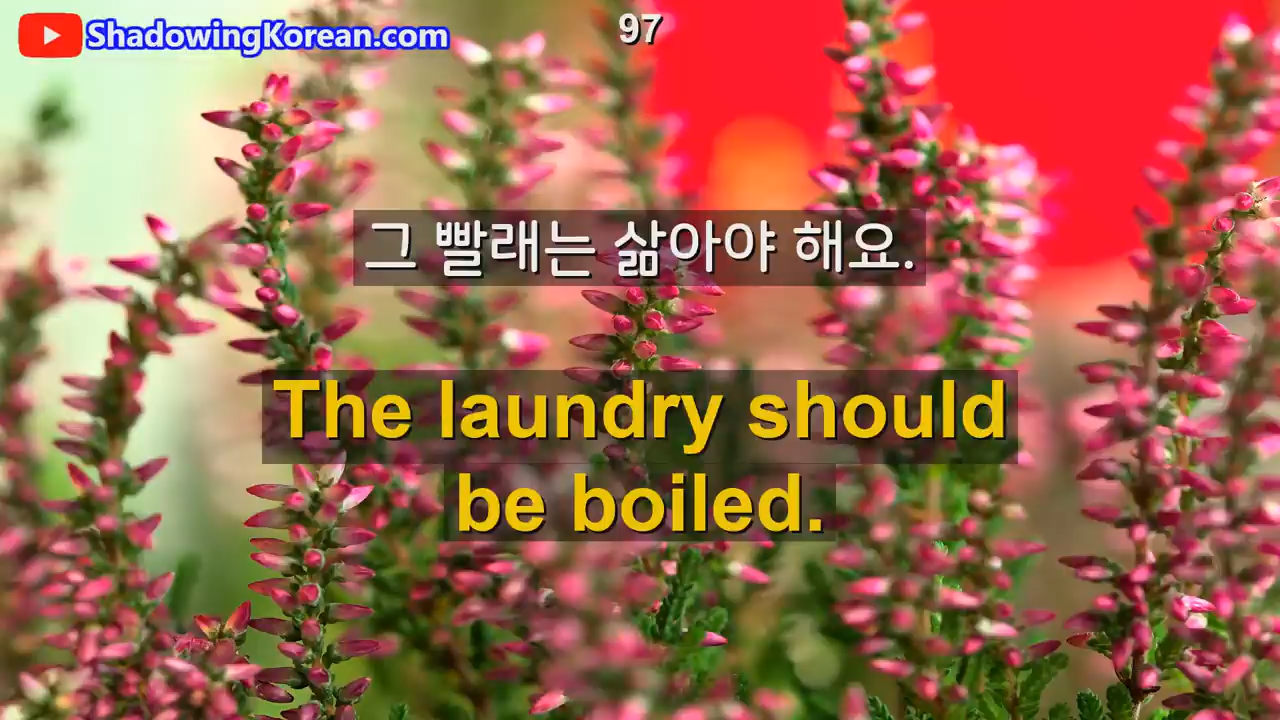 ShadowingKorean.com
97
그 빨래는 삶아야 해요.
The laundry should
be boiled.